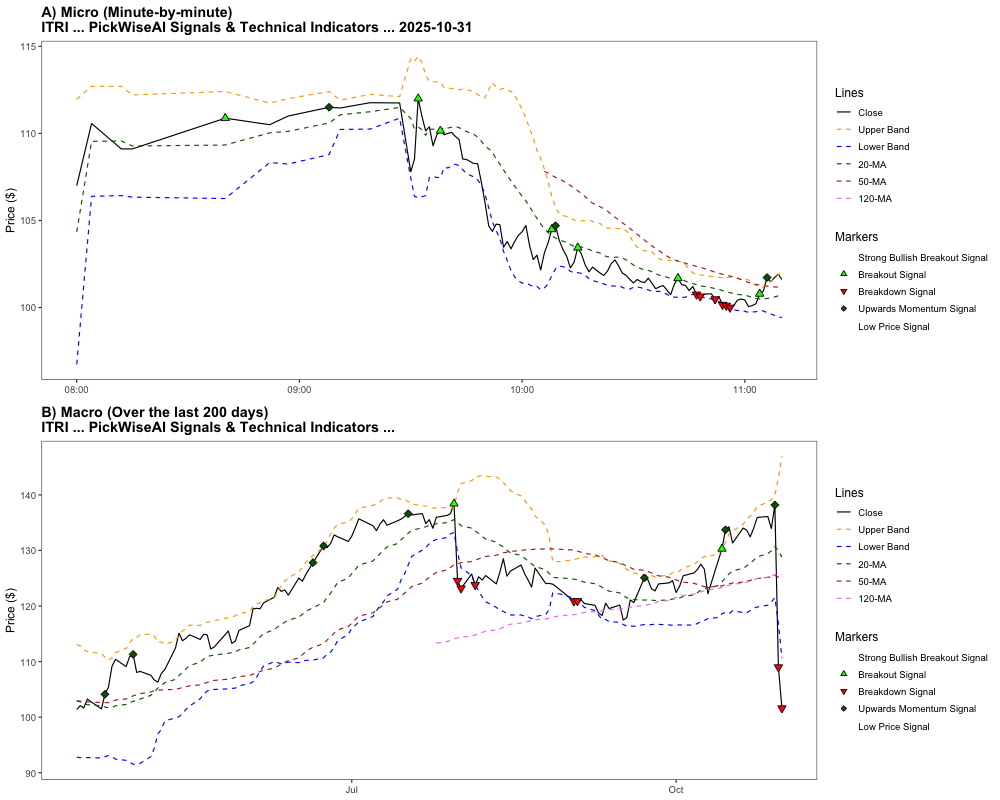 A) Micro (Minute-by-minute)
ITRI ... PickWiseAI Signals & Technical Indicators ... 2025-10-31
115
110
105
100
Price ($)
08:00
09:00
10:00
11:00
Lines
Close
Upper Band
Lower Band
20-MA
50-MA
120-MA
Markers
Strong Bullish Breakout Signal
Breakout Signal
Breakdown Signal
Upwards Momentum Signal
Low Price Signal
B) Macro (Over the last 200 days)
ITRI ... PickWiseAI Signals & Technical Indicators ...
140
130
120
110
100
90
Price ($)
Jul
Oct
Lines
Close
Upper Band
Lower Band
20-MA
50-MA
120-MA
Markers
Strong Bullish Breakout Signal
Breakout Signal
Breakdown Signal
Upwards Momentum Signal
Low Price Signal